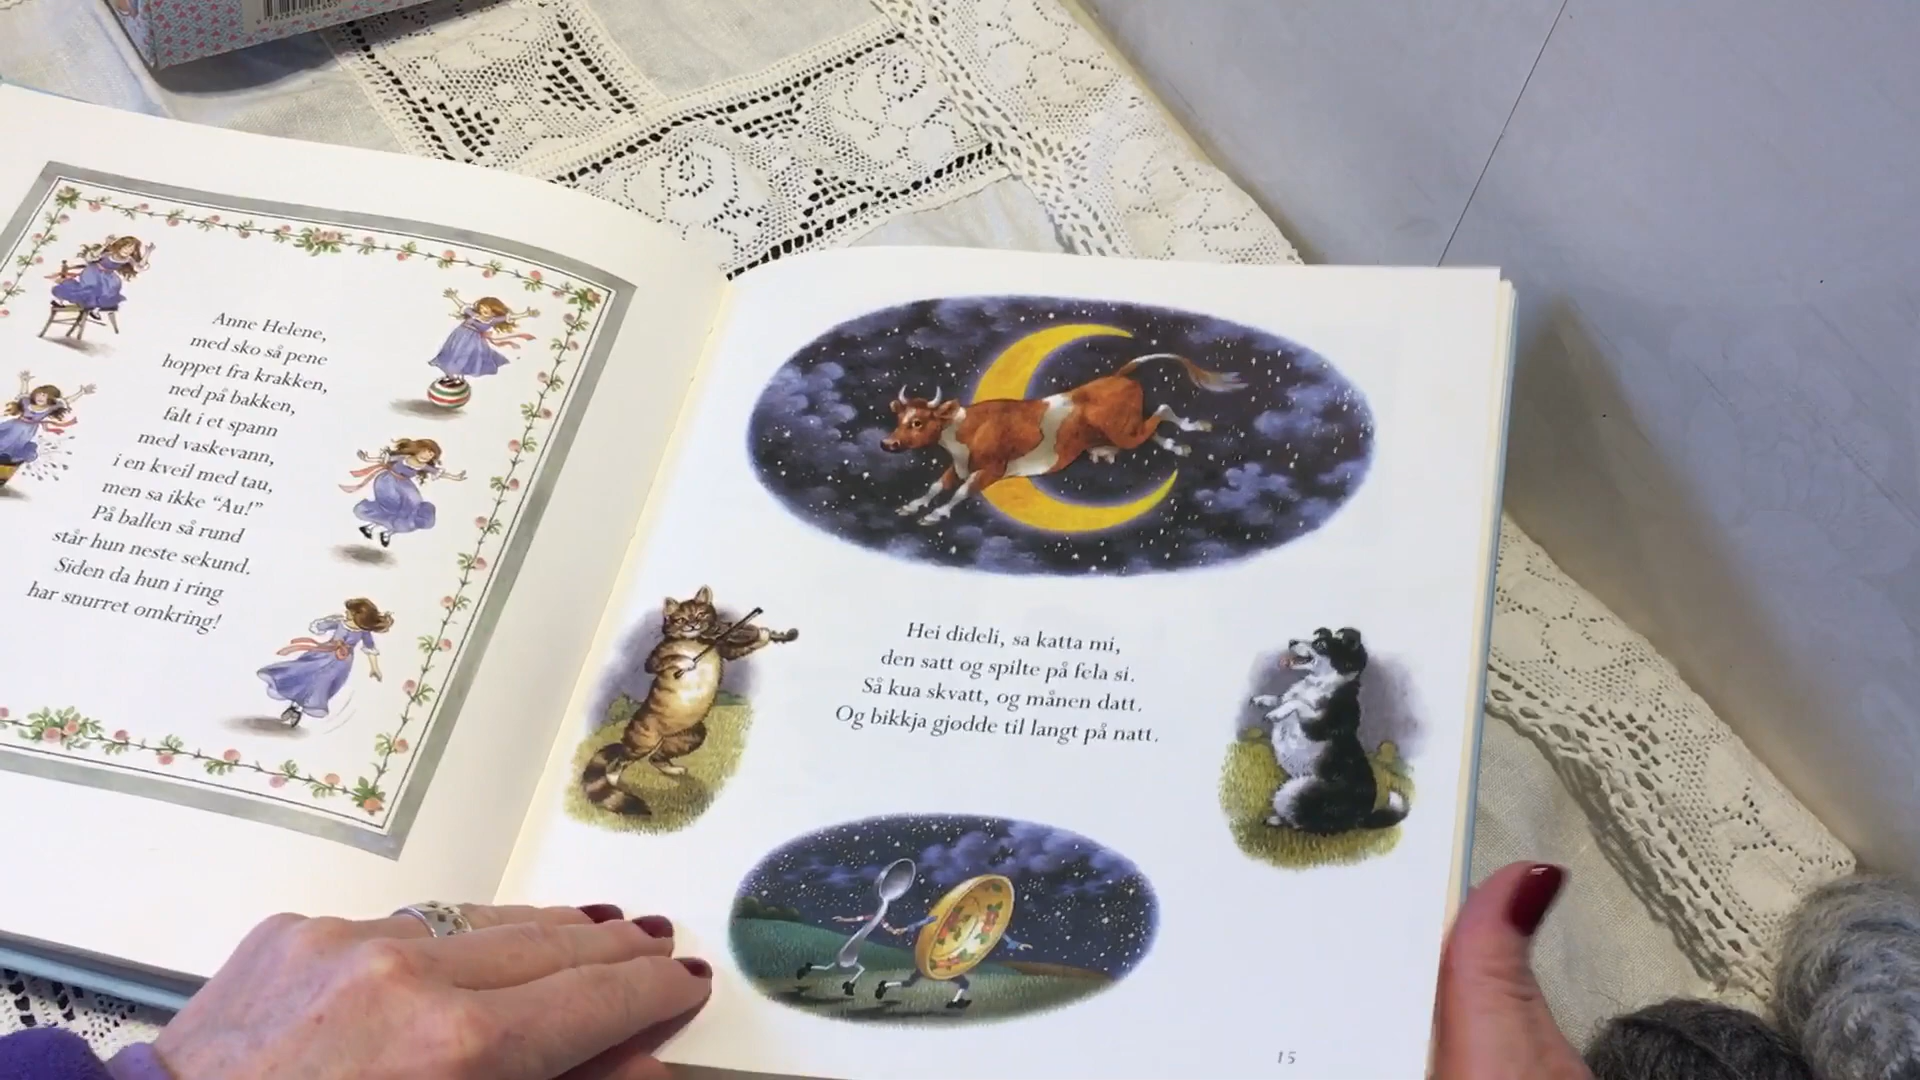 Anne Helene,
med sko så pene
hoppet fra krakken,
ned på bakken,
falt i et spann
med vaskevann,
i en kveil med tau,
men sa ikke “Au!”
På ballen så rund
står hun neste sekund.
Siden da hun i ring
har snurret omkring!
Hei dideli, sa katta mi,
den satt og spilte på fela si.
Så kua skvatt, og månen datt.
Og bikkja gjødde til langt på natt.
15